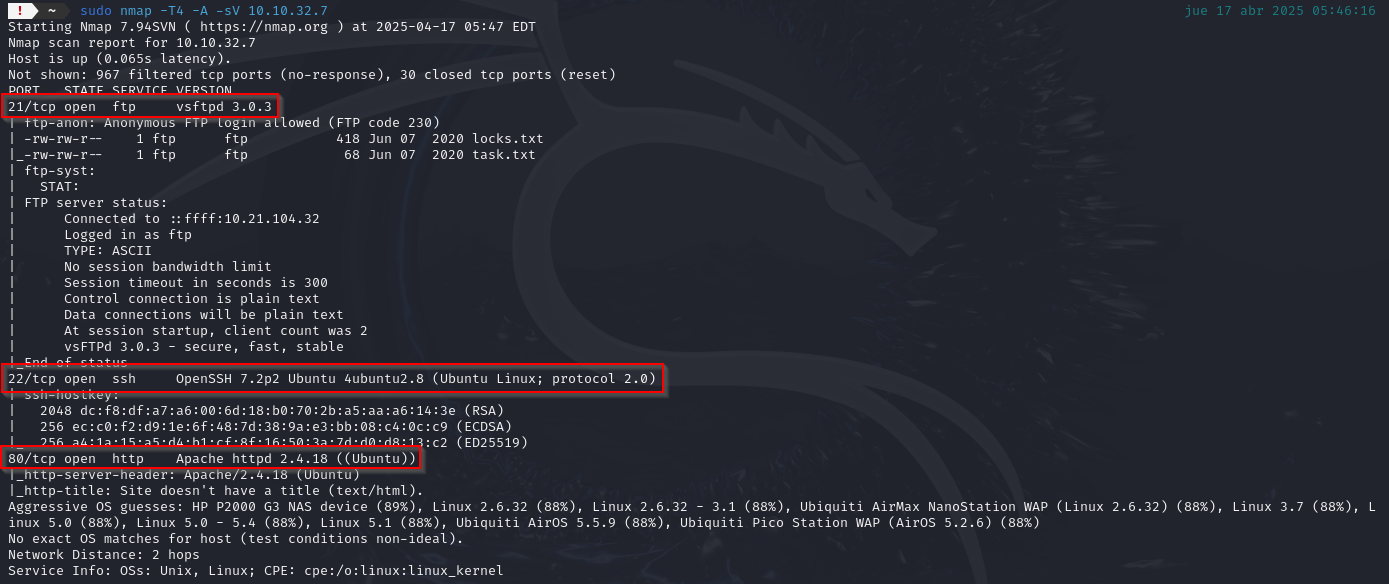 ! ~ sudo nmap -T4 -A -sV 10.10.32.7 jue 17 abr 2025 05:46:16
Starting Nmap 7.94SVN ( https://nmap.org ) at 2025-04-17 05:47 EDT
Nmap scan report for 10.10.32.7
Host is up (0.065s latency).
Not shown: 967 filtered tcp ports (no-response), 30 closed tcp ports (reset)
PORT   STATE SERVICE VERSION
21/tcp open  ftp     vsftpd 3.0.3
| ftp-anon: Anonymous FTP login allowed (FTP code 230)
| -rw-rw-r--    1 ftp      ftp           418 Jun 07  2020 locks.txt
|_-rw-rw-r--    1 ftp      ftp            68 Jun 07  2020 task.txt
| ftp-syst:
|   STAT:
| FTP server status:
|      Connected to ::ffff:10.21.104.32
|      Logged in as ftp
|      TYPE: ASCII
|      No session bandwidth limit
|      Session timeout in seconds is 300
|      Control connection is plain text
|      Data connections will be plain text
|      At session startup, client count was 2
|      vsFTPd 3.0.3 - secure, fast, stable
|_End of status
22/tcp open  ssh     OpenSSH 7.2p2 Ubuntu 4ubuntu2.8 (Ubuntu Linux; protocol 2.0)
| ssh-hostkey:
|   2048 dc:f8:df:a7:a6:00:6d:18:b0:70:2b:a5:aa:a6:14:3e (RSA)
|   256 ec:c0:f2:d9:1e:6f:48:7d:38:9a:e3:bb:08:c4:0c:c9 (ECDSA)
|_  256 a4:1a:15:a5:d4:b1:cf:8f:16:50:3a:7d:d0:d8:13:c2 (ED25519)
80/tcp open  http    Apache httpd 2.4.18 ((Ubuntu))
|_http-server-header: Apache/2.4.18 (Ubuntu)
|_http-title: Site doesn't have a title (text/html).
Aggressive OS guesses: HP P2000 G3 NAS device (89%), Linux 2.6.32 (88%), Linux 2.6.32 - 3.1 (88%), Ubiquiti AirMax NanoStation WAP (Linux 2.6.32) (88%), Linux 3.7 (88%), L
inux 5.0 (88%), Linux 5.0 - 5.4 (88%), Linux 5.1 (88%), Ubiquiti AirOS 5.5.9 (88%), Ubiquiti Pico Station WAP (AirOS 5.2.6) (88%)
No exact OS matches for host (test conditions non-ideal).
Network Distance: 2 hops
Service Info: OSs: Unix, Linux; CPE: cpe:/o:linux:linux_kernel